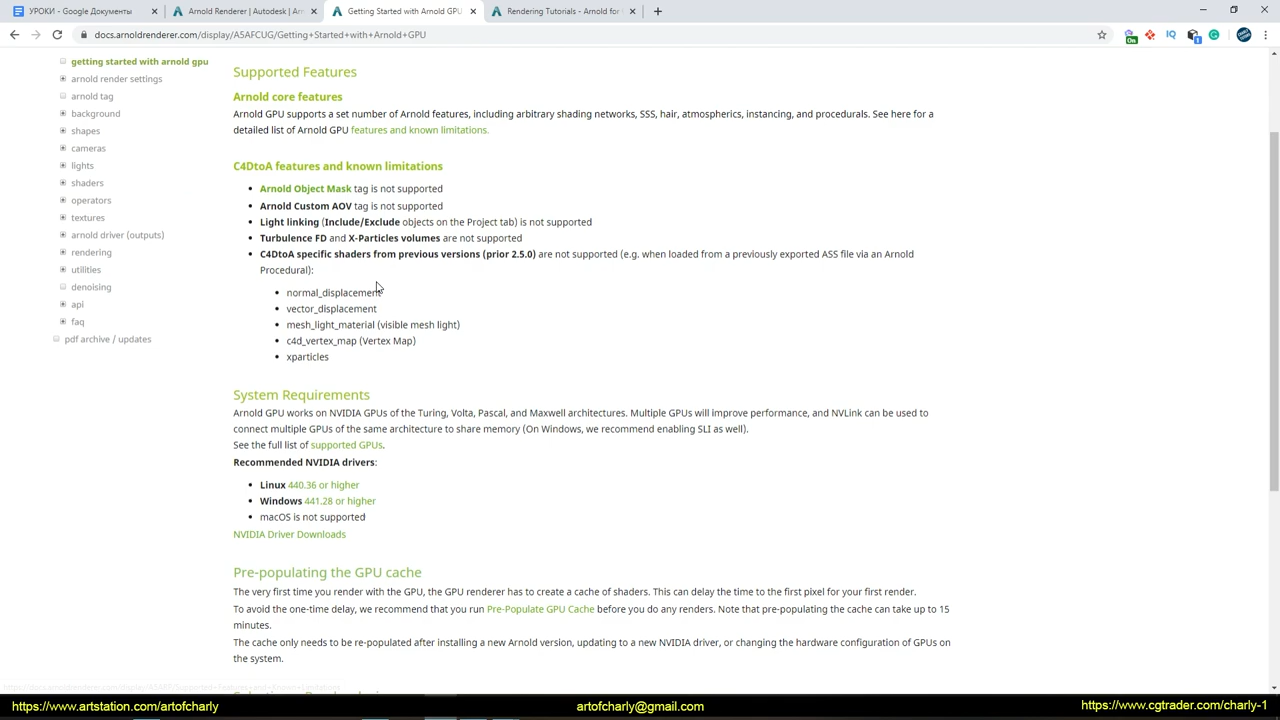 УРОКИ - Google Документы
Arnold Renderer | Autodesk | Arn
Getting Started with Arnold GPU
Rendering Tutorials - Arnold for
docs.arnoldrenderer.com/display/A5AFCUG/Getting+Started+with+Arnold+GPU
getting started with arnold gpu
arnold render settings
arnold tag
background
shapes
cameras
lights
shaders
operators
textures
arnold driver (outputs)
rendering
utilities
denoising
api
faq
pdf archive / updates
Supported Features
Arnold core features
Arnold GPU supports a set number of Arnold features, including arbitrary shading networks, SSS, hair, atmospherics, instancing, and procedurals. See here for a
detailed list of Arnold GPU features and known limitations.
C4DtoA features and known limitations
Arnold Object Mask tag is not supported
Arnold Custom AOV tag is not supported
Light linking (Include/Exclude objects on the Project tab) is not supported
Turbulence FD and X-Particles volumes are not supported
C4DtoA specific shaders from previous versions (prior 2.5.0) are not supported (e.g. when loaded from a previously exported ASS file via an Arnold
Procedural):
normal_displacement
vector_displacement
mesh_light_material (visible mesh light)
c4d_vertex_map (Vertex Map)
xparticles
System Requirements
Arnold GPU works on NVIDIA GPUs of the Turing, Volta, Pascal, and Maxwell architectures. Multiple GPUs will improve performance, and NVLink can be used to
connect multiple GPUs of the same architecture to share memory (On Windows, we recommend enabling SLI as well).
See the full list of supported GPUs.
Recommended NVIDIA drivers:
Linux 440.36 or higher
Windows 441.28 or higher
macOS is not supported
NVIDIA Driver Downloads
Pre-populating the GPU cache
The very first time you render with the GPU, the GPU renderer has to create a cache of shaders. This can delay the time to the first pixel for your first render.
To avoid the one-time delay, we recommend that you run Pre-Populate GPU Cache before you do any renders. Note that pre-populating the cache can take up to 15
minutes.
The cache only needs to be re-populated after installing a new Arnold version, updating to a new NVIDIA driver, or changing the hardware configuration of GPUs on
the system.
https://www.artstation.com/artofcharly
artofcharly@gmail.com
https://www.cgtrader.com/charly-1